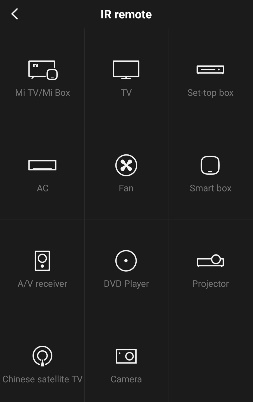 IR remote
Mi TV/Mi Box
TV
Set top box
AC
Fan
Smart box
A/V receiver
DVD Player
Projector
Chinese satellite TV
Camera